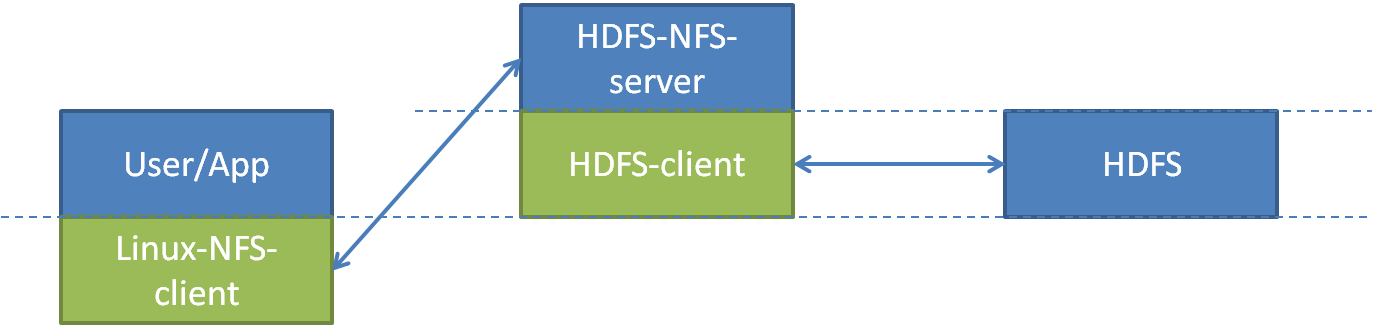 HDFS-NFS-
server
User/App
HDFS-client
HDFS
Linux-NFS-
client